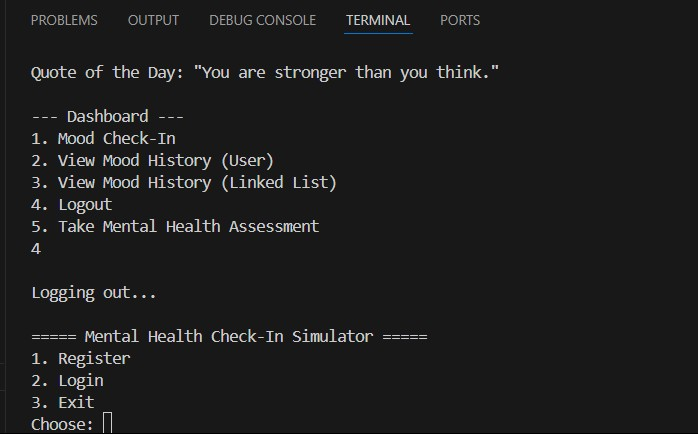 PROBLEMS OUTPUT DEBUG CONSOLE TERMINAL PORTS
Quote of the Day: "You are stronger than you think."
--- Dashboard ---
1. Mood Check-In
2. View Mood History (User)
3. View Mood History (Linked List)
4. Logout
5. Take Mental Health Assessment
4
Logging out...
===== Mental Health Check-In Simulator =====
1. Register
2. Login
3. Exit
Choose: